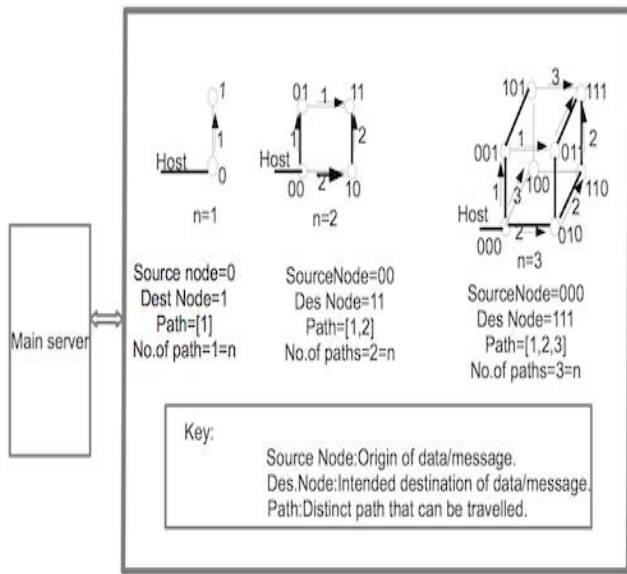 Main server
1
1
Host
0
n=1
Source node=0
Dest Node=1
Path=[1]
No.of path=1=n
01
1
11
1
2
Host
00
2
10
n=2
SourceNode=00
Des Node=11
Path=[1,2]
No.of paths=2=n
101
3
111
001
1
011
2
1
3
100
110
Host
2
000
2
010
n=3
SourceNode=000
Des Node=111
Path=[1,2,3]
No.of paths=3=n
Key:
Source Node:Origin of data/message.
Des.Node:Intended destination of data/message.
Path:Distinct path that can be travelled.